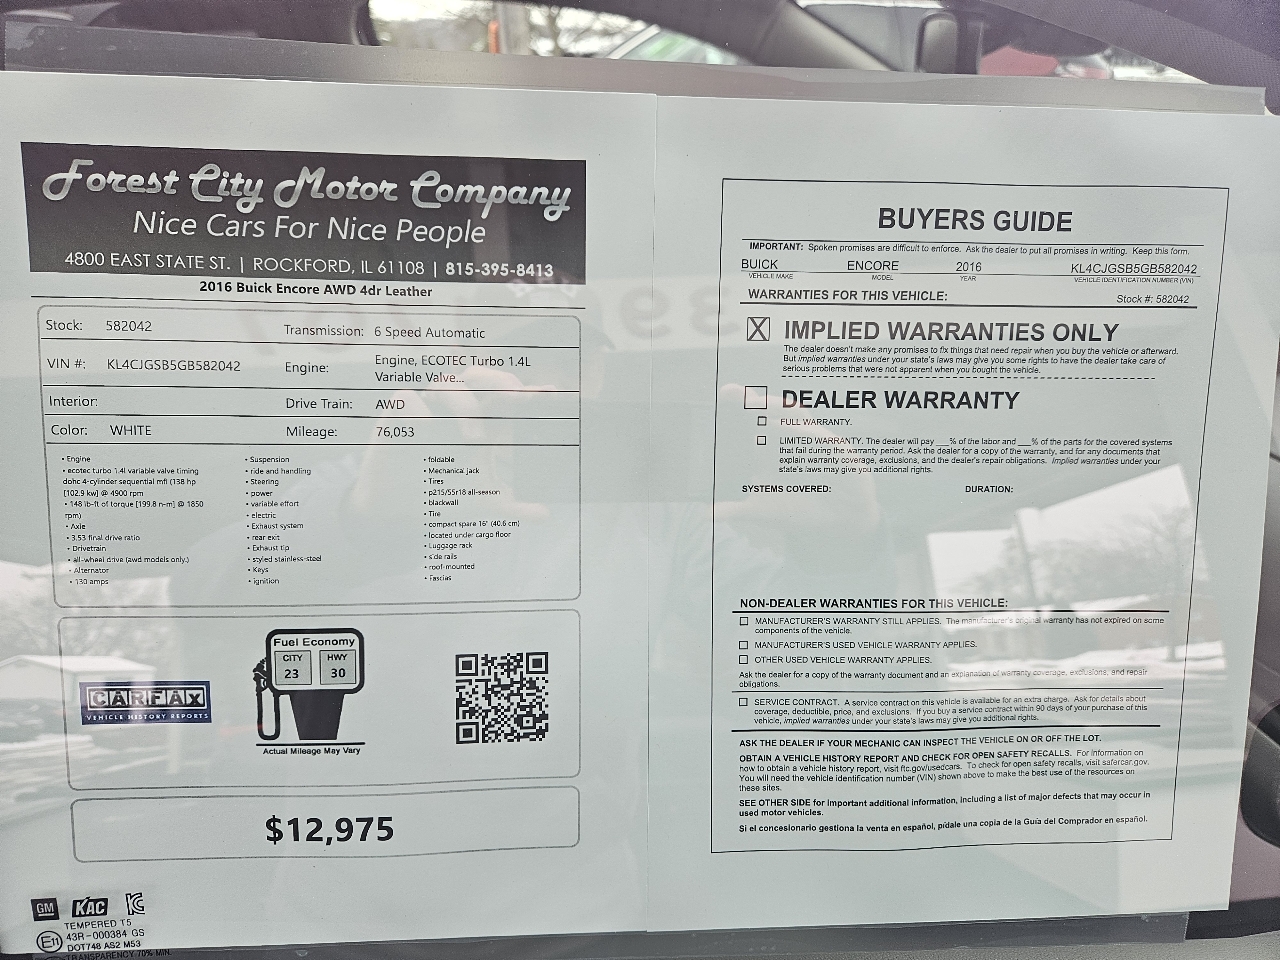 Forest City Motor Company
Nice Cars For Nice People
4800 EAST STATE ST. | ROCKFORD, IL 61108 | 815-395-8413
2016 Buick Encore AWD 4dr Leather
Stock: 582042 Transmission: 6 Speed Automatic
VIN #: KL4CJGSB5GB582042 Engine: Engine, ECOTEC Turbo 1.4L
Variable Valve...
Interior: Drive Train: AWD
Color: WHITE Mileage: 76,053
• Engine
• ecotec turbo 1.4l variable valve timing
dohc 4-cylinder sequential mfi (138 hp
[102.9 kw] @ 4900 rpm
• 148 lb-ft of torque [199.8 n-m] @ 1850
rpm)
• Axle
• 3.53 final drive ratio
• Drivetrain
• all-wheel drive (awd models only.)
• Alternator
• 130 amps
• Suspension
• ride and handling
• Steering
• power
• variable effort
• electric
• Exhaust system
• rear exit
• Exhaust tip
• styled stainless-steel
• Keys
• ignition
• foldable
• Mechanical jack
• Tires
• p215/55r18 all-season
• blackwall
• Tire
• compact spare 16" (40.6 cm)
• located under cargo floor
• Luggage rack
• side rails
• roof-mounted
• Fascias
CARFAX
VEHICLE HISTORY REPORTS
Fuel Economy
CITY HWY
23 30
Actual Mileage May Vary
$12,975
GM KAC
TEMPERED T5
E11 43R-000384 GS
DOT748 AS2 M53
TRANSPARENCY 70% MIN.
BUYERS GUIDE
IMPORTANT: Spoken promises are difficult to enforce. Ask the dealer to put all promises in writing. Keep this form.
BUICK ENCORE 2016 KL4CJGSB5GB582042
VEHICLE MAKE MODEL YEAR VEHICLE IDENTIFICATION NUMBER (VIN)
WARRANTIES FOR THIS VEHICLE: Stock #: 582042
X IMPLIED WARRANTIES ONLY
The dealer doesn't make any promises to fix things that need repair when you buy the vehicle or afterward.
But implied warranties under your state's laws may give you some rights to have the dealer take care of
serious problems that were not apparent when you bought the vehicle.
DEALER WARRANTY
FULL WARRANTY.
LIMITED WARRANTY. The dealer will pay ___% of the labor and ___% of the parts for the covered systems
that fail during the warranty period. Ask the dealer for a copy of the warranty, and for any documents that
explain warranty coverage, exclusions, and the dealer's repair obligations. Implied warranties under your
state's laws may give you additional rights.
SYSTEMS COVERED: DURATION:
NON-DEALER WARRANTIES FOR THIS VEHICLE:
MANUFACTURER'S WARRANTY STILL APPLIES. The manufacturer's original warranty has not expired on some
components of the vehicle.
MANUFACTURER'S USED VEHICLE WARRANTY APPLIES.
OTHER USED VEHICLE WARRANTY APPLIES.
Ask the dealer for a copy of the warranty document and an explanation of warranty coverage, exclusions, and repair
obligations.
SERVICE CONTRACT. A service contract on this vehicle is available for an extra charge. Ask for details about
coverage, deductible, price, and exclusions. If you buy a service contract within 90 days of your purchase of this
vehicle, implied warranties under your state's laws may give you additional rights.
ASK THE DEALER IF YOUR MECHANIC CAN INSPECT THE VEHICLE ON OR OFF THE LOT.
OBTAIN A VEHICLE HISTORY REPORT AND CHECK FOR OPEN SAFETY RECALLS. For information on
how to obtain a vehicle history report, visit ftc.gov/usedcars. To check for open safety recalls, visit safercar.gov.
You will need the vehicle identification number (VIN) shown above to make the best use of the resources on
these sites.
SEE OTHER SIDE for important additional information, including a list of major defects that may occur in
used motor vehicles.
Si el concesionario gestiona la venta en español, pídale una copia de la Guía del Comprador en español.